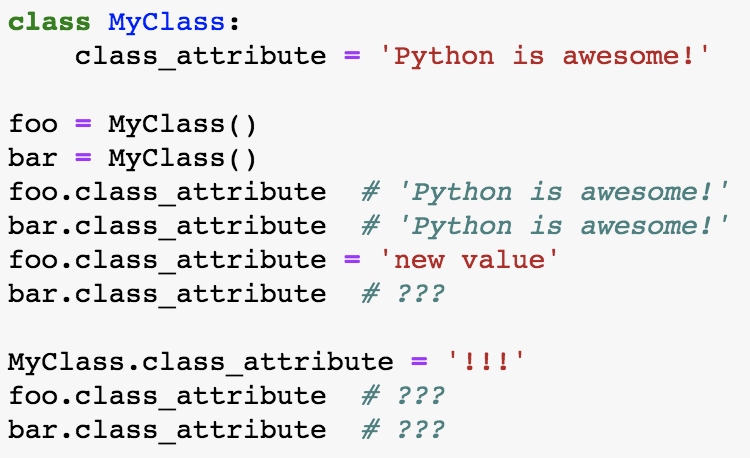 class MyClass:
    class_attribute = 'Python is awesome!'
foo = MyClass()
bar = MyClass()
foo.class_attribute  # 'Python is awesome!'
bar.class_attribute  # 'Python is awesome!'
foo.class_attribute = 'new value'
bar.class_attribute  # ???
MyClass.class_attribute = '!!!'
foo.class_attribute  # ???
bar.class_attribute  # ???